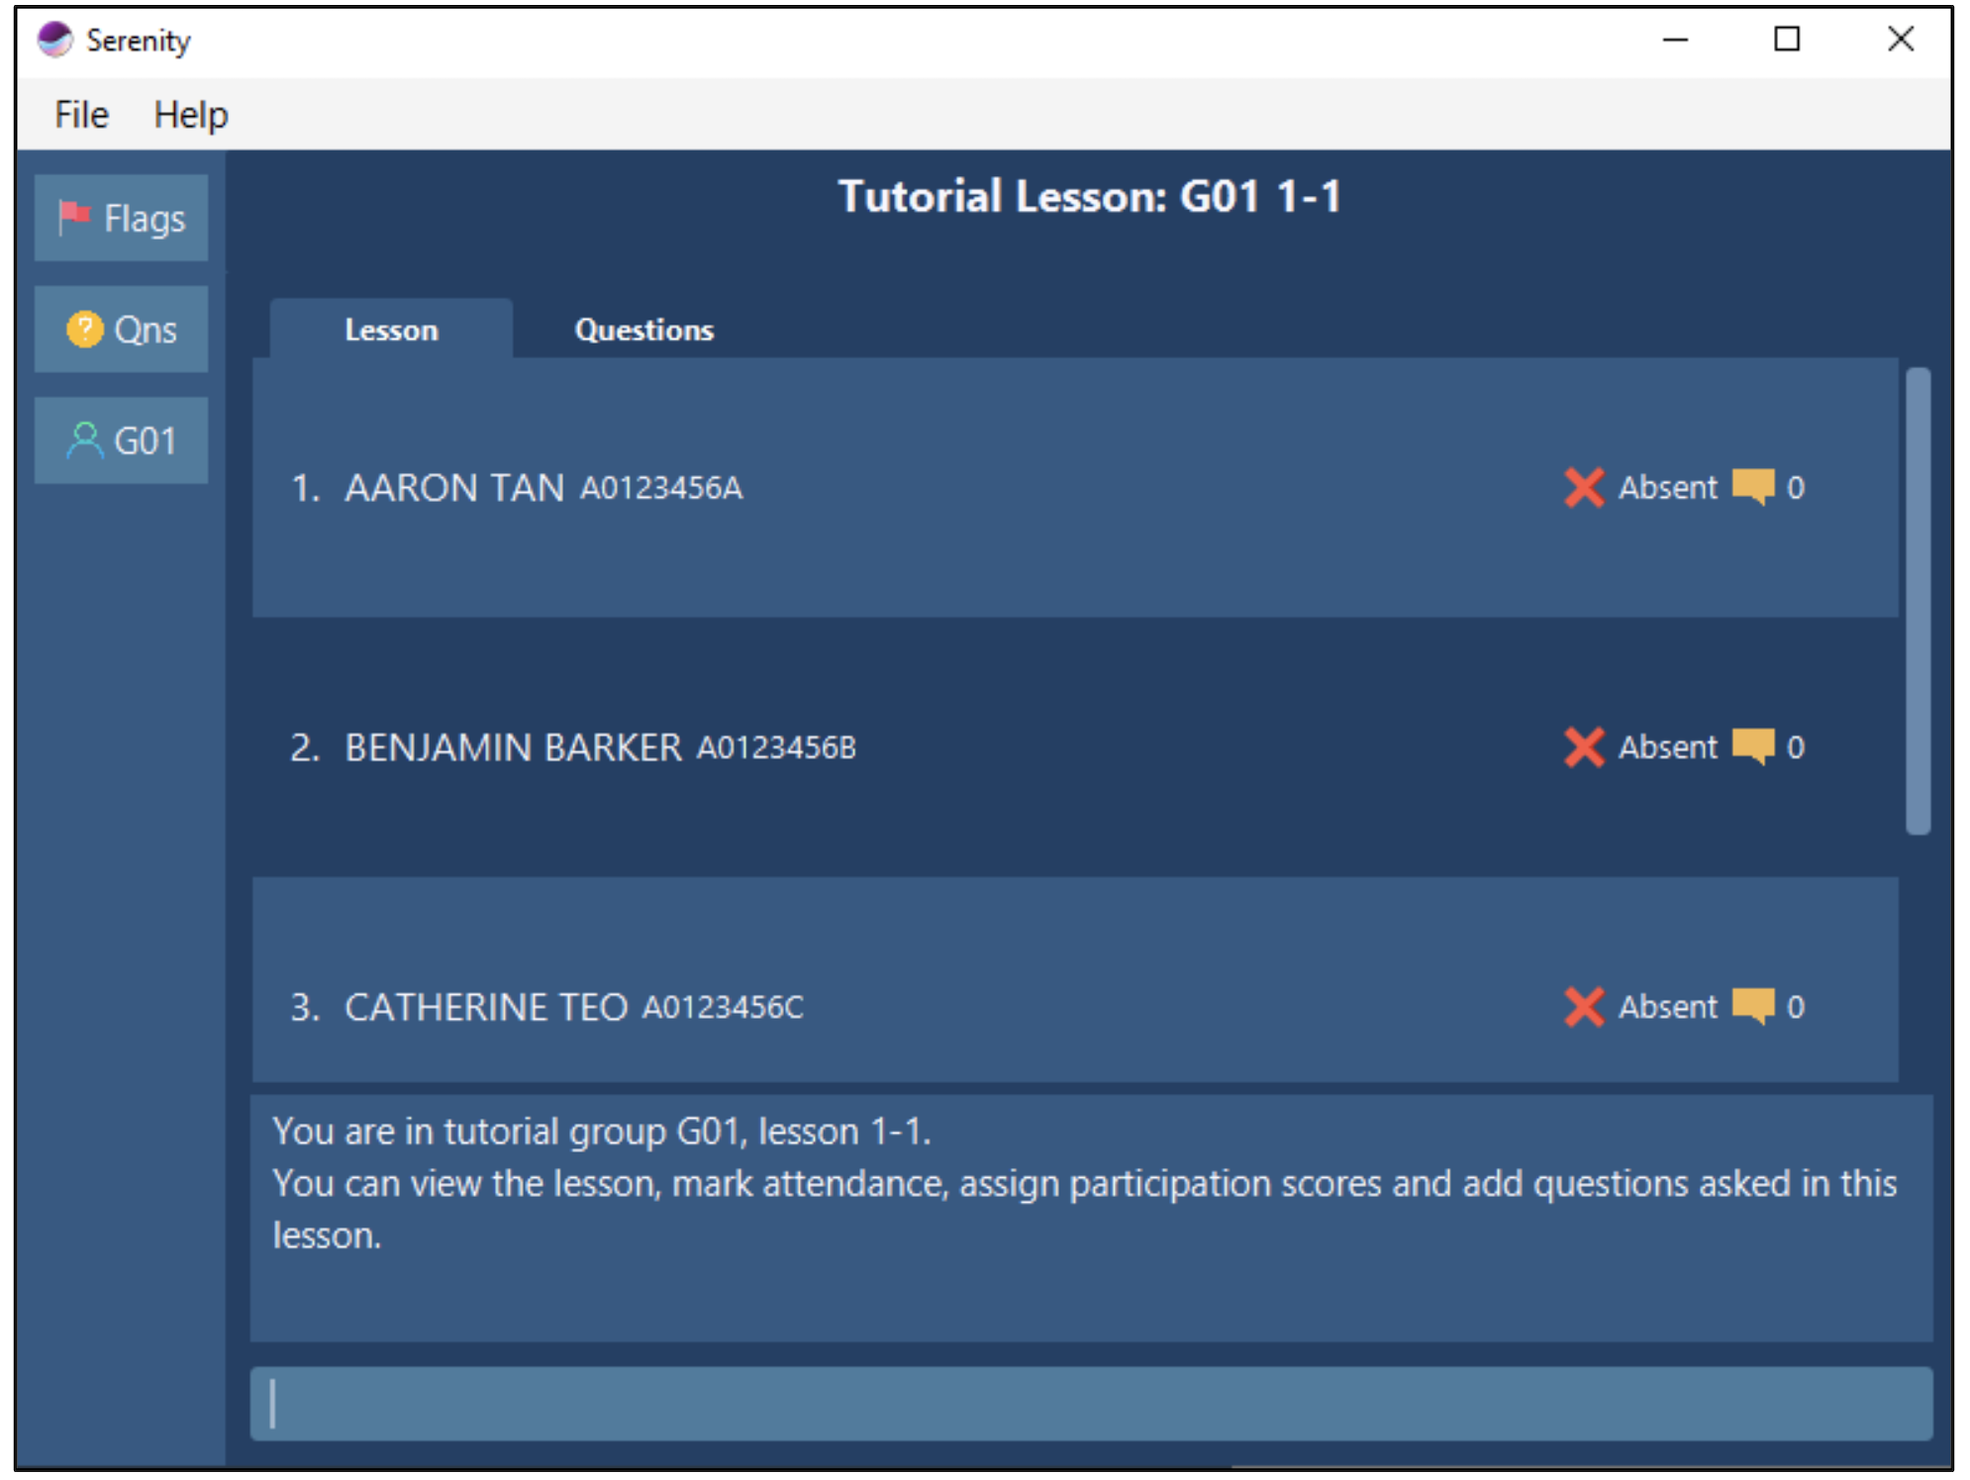 Serenity
File Help
Flags
Qns
G01
Tutorial Lesson: G01 1-1
Lesson Questions
1. AARON TAN A0123456A Absent 0
2. BENJAMIN BARKER A0123456B Absent 0
3. CATHERINE TEO A0123456C Absent 0
You are in tutorial group G01, lesson 1-1.
You can view the lesson, mark attendance, assign participation scores and add questions asked in this
lesson.